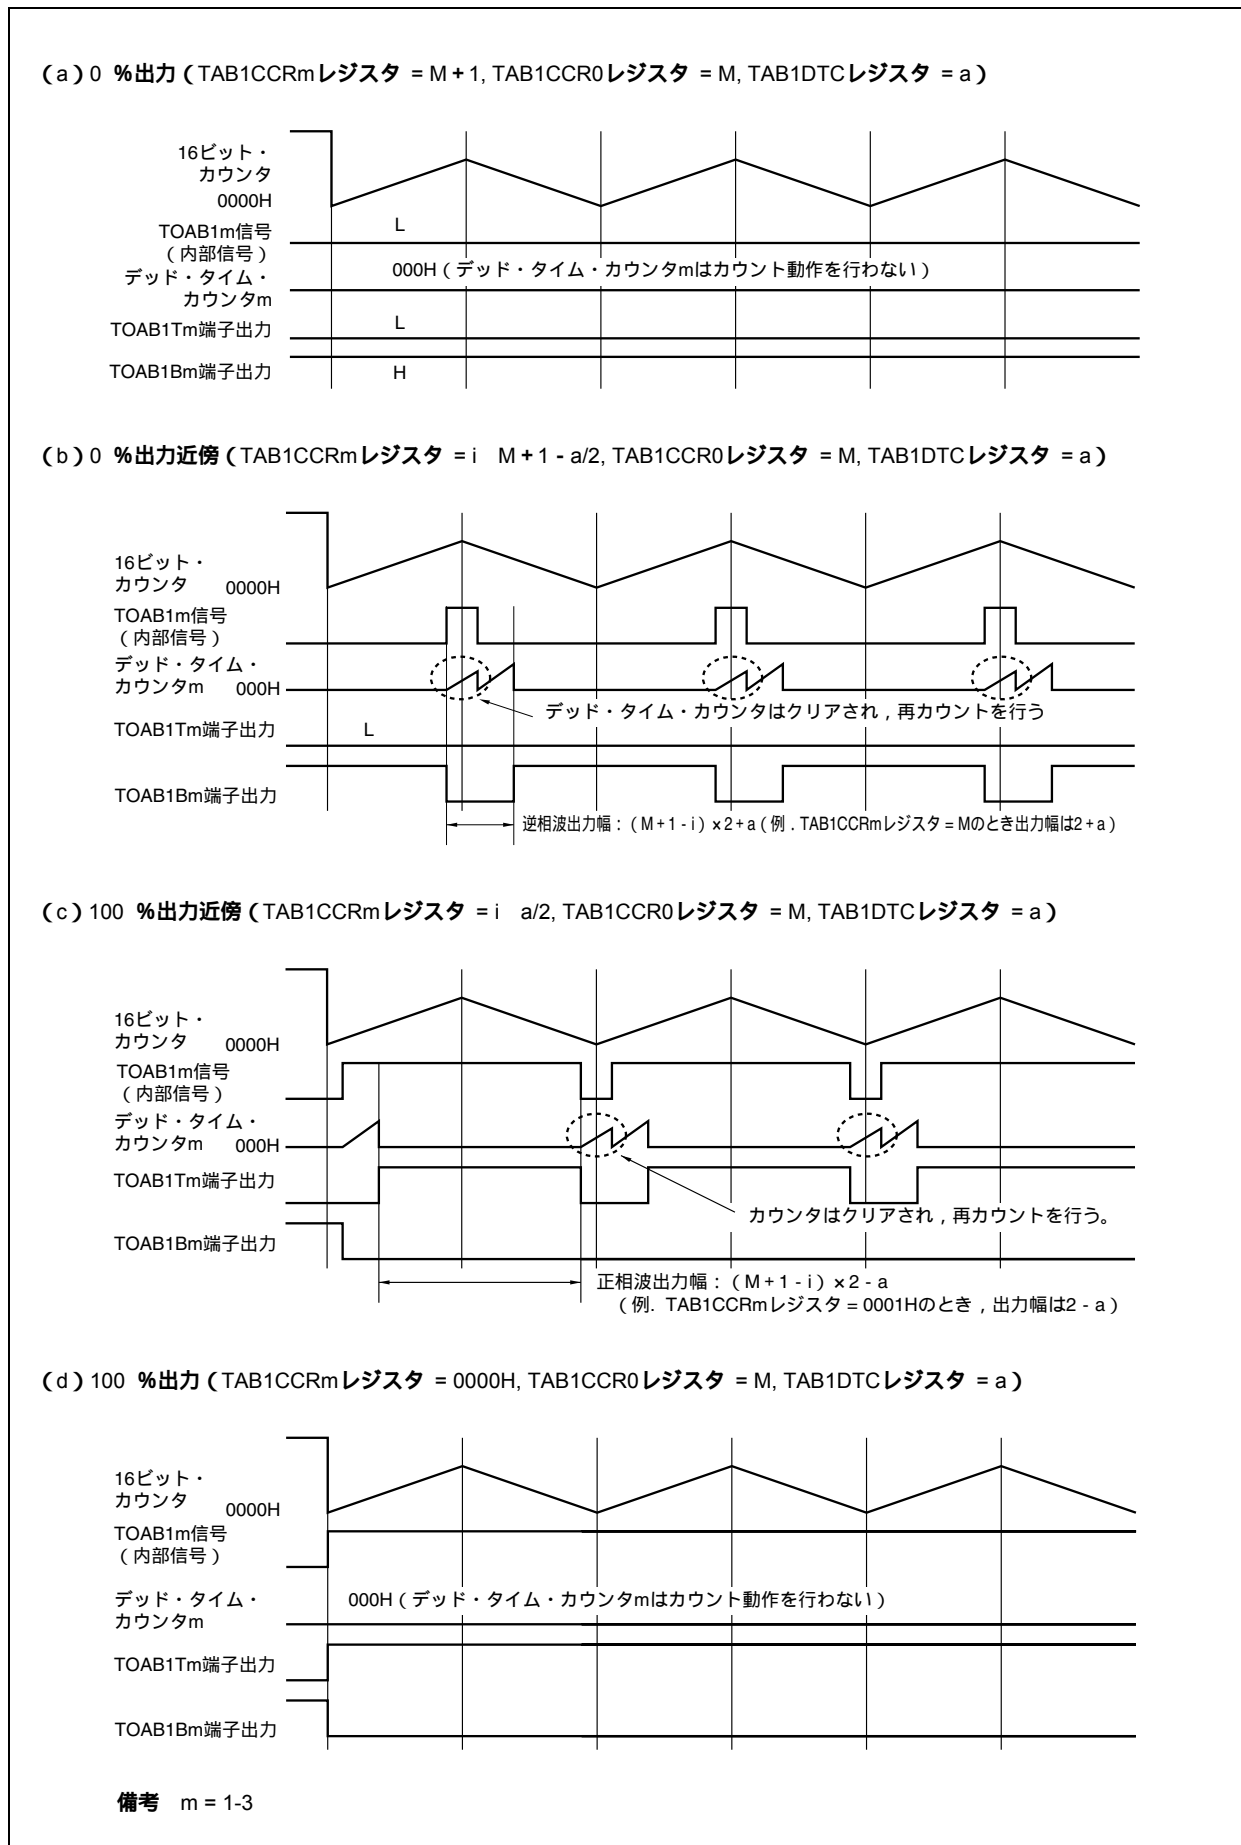 (a) 0 %出力(TAB1CCRmレジスタ = M+1, TAB1CCR0レジスタ = M, TAB1DTCレジスタ = a)
16ビット・
カウンタ
0000H
TOAB1m信号
(内部信号)
L
デッド・タイム・
カウンタm
000H(デッド・タイム・カウンタmはカウント動作を行わない)
TOAB1Tm端子出力
L
TOAB1Bm端子出力
H
(b) 0 %出力近傍(TAB1CCRmレジスタ = i M+1 - a/2, TAB1CCR0レジスタ = M, TAB1DTCレジスタ = a)
16ビット・
カウンタ 0000H
TOAB1m信号
(内部信号)
デッド・タイム・
カウンタm 000H
デッド・タイム・カウンタはクリアされ,再カウントを行う
TOAB1Tm端子出力
L
TOAB1Bm端子出力
逆相波出力幅:(M+1-i)×2+a(例.TAB1CCRmレジスタ=Mのとき出力幅は2+a)
(c) 100 %出力近傍(TAB1CCRmレジスタ = i a/2, TAB1CCR0レジスタ = M, TAB1DTCレジスタ = a)
16ビット・
カウンタ 0000H
TOAB1m信号
(内部信号)
デッド・タイム・
カウンタm 000H
TOAB1Tm端子出力
カウンタはクリアされ,再カウントを行う。
TOAB1Bm端子出力
正相波出力幅:(M+1-i)×2-a
(例. TAB1CCRmレジスタ=0001Hのとき,出力幅は2-a)
(d) 100 %出力(TAB1CCRmレジスタ = 0000H, TAB1CCR0レジスタ = M, TAB1DTCレジスタ = a)
16ビット・
カウンタ 0000H
TOAB1m信号
(内部信号)
デッド・タイム・
カウンタm
000H(デッド・タイム・カウンタmはカウント動作を行わない)
TOAB1Tm端子出力
TOAB1Bm端子出力
備考 m = 1-3